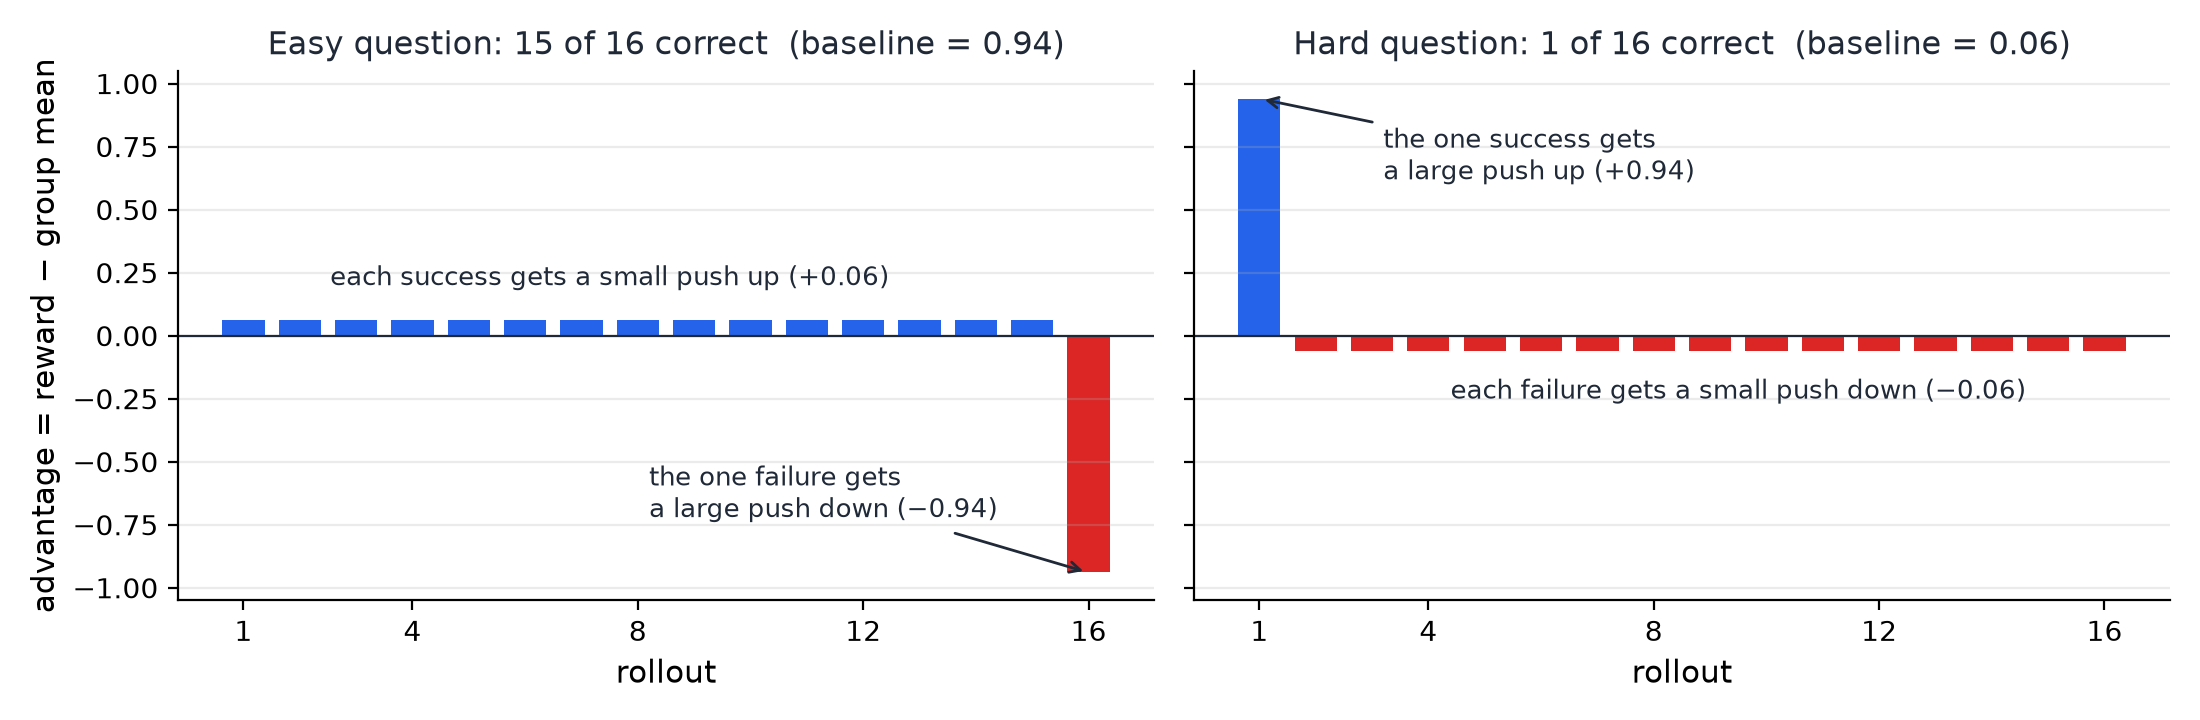 Easy question: 15 of 16 correct  (baseline = 0.94)
advantage = reward − group mean
1.00
0.75
0.50
0.25
0.00
−0.25
−0.50
−0.75
−1.00
each success gets a small push up (+0.06)
the one failure gets
a large push down (−0.94)
1
4
8
12
16
rollout
Hard question: 1 of 16 correct  (baseline = 0.06)
the one success gets
a large push up (+0.94)
each failure gets a small push down (−0.06)
1
4
8
12
16
rollout